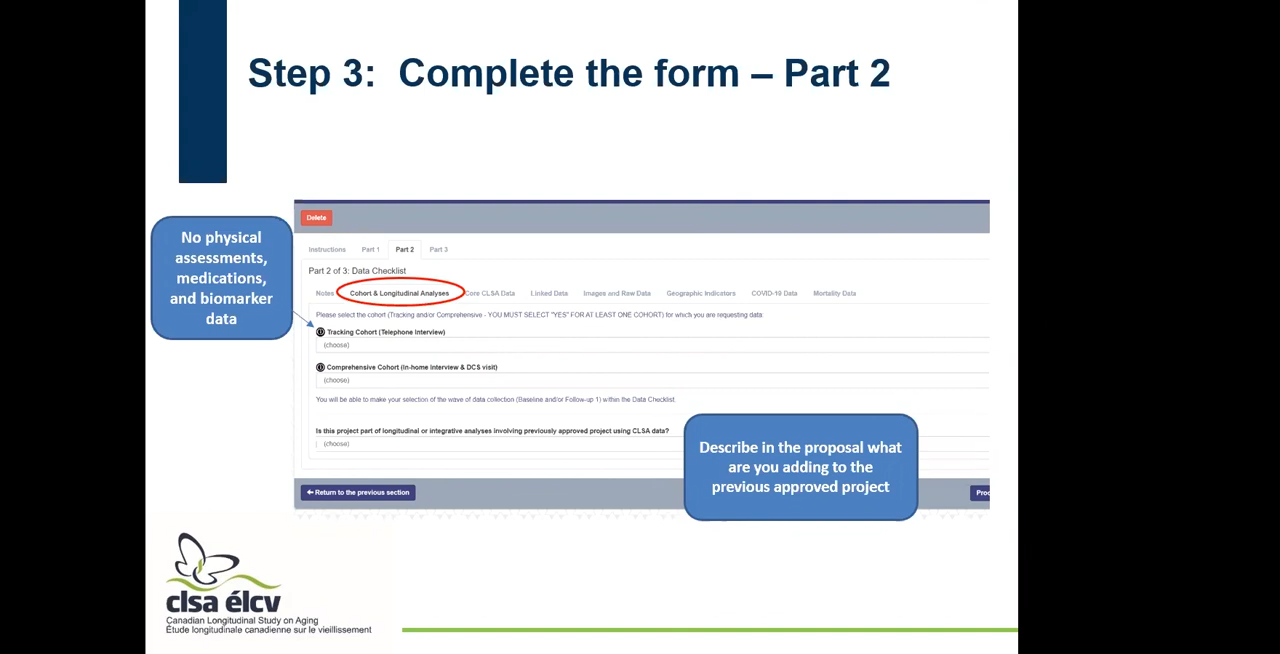 Step 3: Complete the form – Part 2
No physical
assessments,
medications,
and biomarker
data
Delete
Instructions Part 1 Part 2 Part 3
Part 2 of 3: Data Checklist
Notes Cohort & Longitudinal Analyses Core CLSA Data Linked Data Images and Raw Data Geographic Indicators COVID-19 Data Mortality Data
Please select the cohort (Tracking and/or Comprehensive - YOU MUST SELECT "YES" FOR AT LEAST ONE COHORT) for which you are requesting data:
Tracking Cohort (Telephone Interview)
(choose)
Comprehensive Cohort (In-home Interview & DCS visit)
(choose)
You will be able to make your selection of the wave of data collection (Baseline and/or Follow-up 1) within the Data Checklist.
Is this project part of longitudinal or integrative analyses involving previously approved project using CLSA data?
(choose)
Describe in the proposal what
are you adding to the
previous approved project
Return to the previous section
Proc
clsa élcv
Canadian Longitudinal Study on Aging
Étude longitudinale canadienne sur le vieillissement